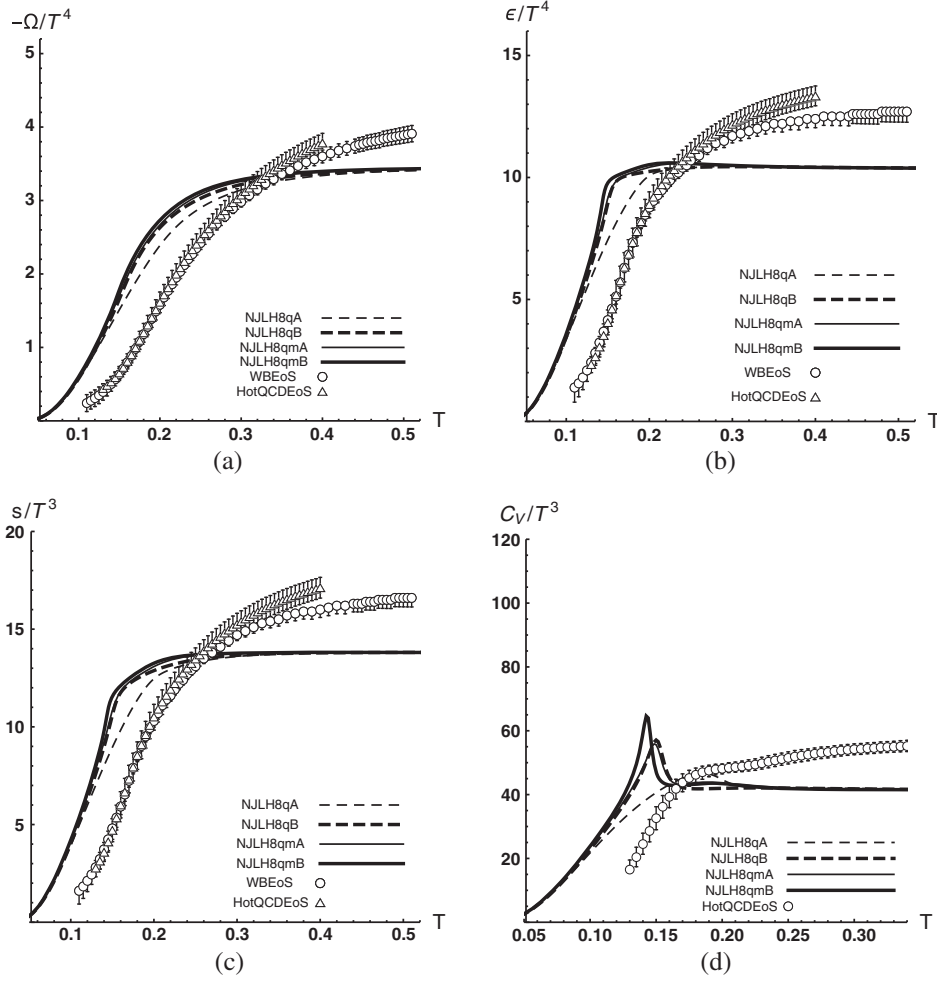 −Ω/T⁴
5
4
3
2
1
0.1 0.2 0.3 0.4 0.5 T
NJLH8qA
NJLH8qB
NJLH8qmA
NJLH8qmB
WBEoS
HotQCDEoS
(a)
ϵ/T⁴
15
10
5
0.1 0.2 0.3 0.4 0.5 T
NJLH8qA
NJLH8qB
NJLH8qmA
NJLH8qmB
WBEoS
HotQCDEoS
(b)
s/T³
20
15
10
5
0.1 0.2 0.3 0.4 0.5 T
NJLH8qA
NJLH8qB
NJLH8qmA
NJLH8qmB
WBEoS
HotQCDEoS
(c)
C_V/T³
120
100
80
60
40
20
0.05 0.10 0.15 0.20 0.25 0.30 T
NJLH8qA
NJLH8qB
NJLH8qmA
NJLH8qmB
HotQCDEoS
(d)